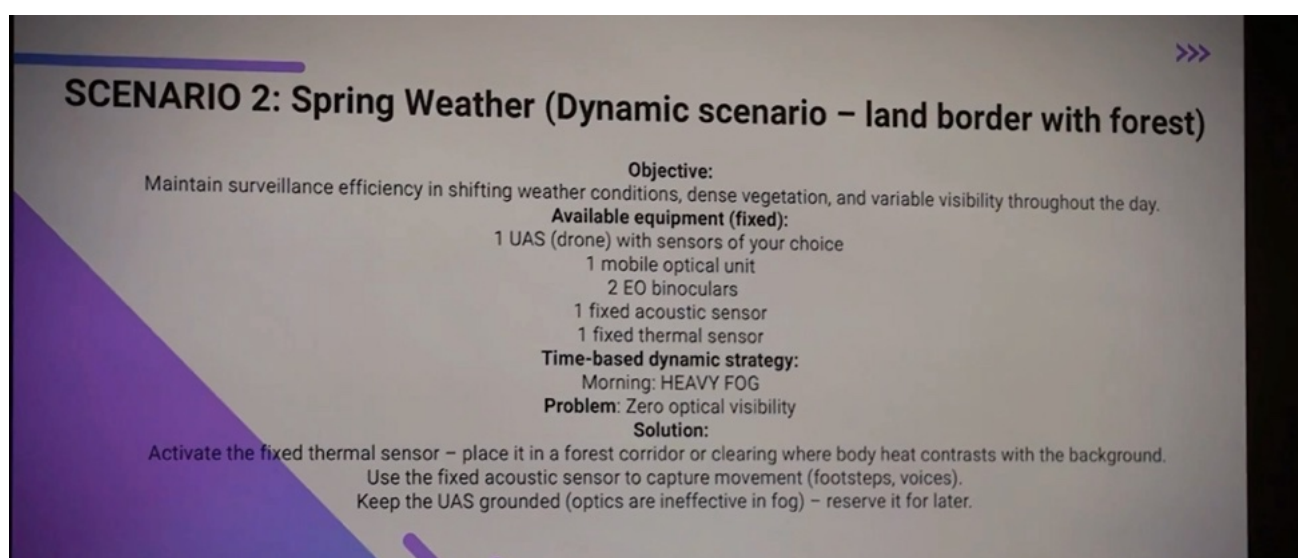 >>>
SCENARIO 2: Spring Weather (Dynamic scenario – land border with forest)
Objective:
Maintain surveillance efficiency in shifting weather conditions, dense vegetation, and variable visibility throughout the day.
Available equipment (fixed):
1 UAS (drone) with sensors of your choice
1 mobile optical unit
2 EO binoculars
1 fixed acoustic sensor
1 fixed thermal sensor
Time-based dynamic strategy:
Morning: HEAVY FOG
Problem: Zero optical visibility
Solution:
Activate the fixed thermal sensor – place it in a forest corridor or clearing where body heat contrasts with the background.
Use the fixed acoustic sensor to capture movement (footsteps, voices).
Keep the UAS grounded (optics are ineffective in fog) – reserve it for later.